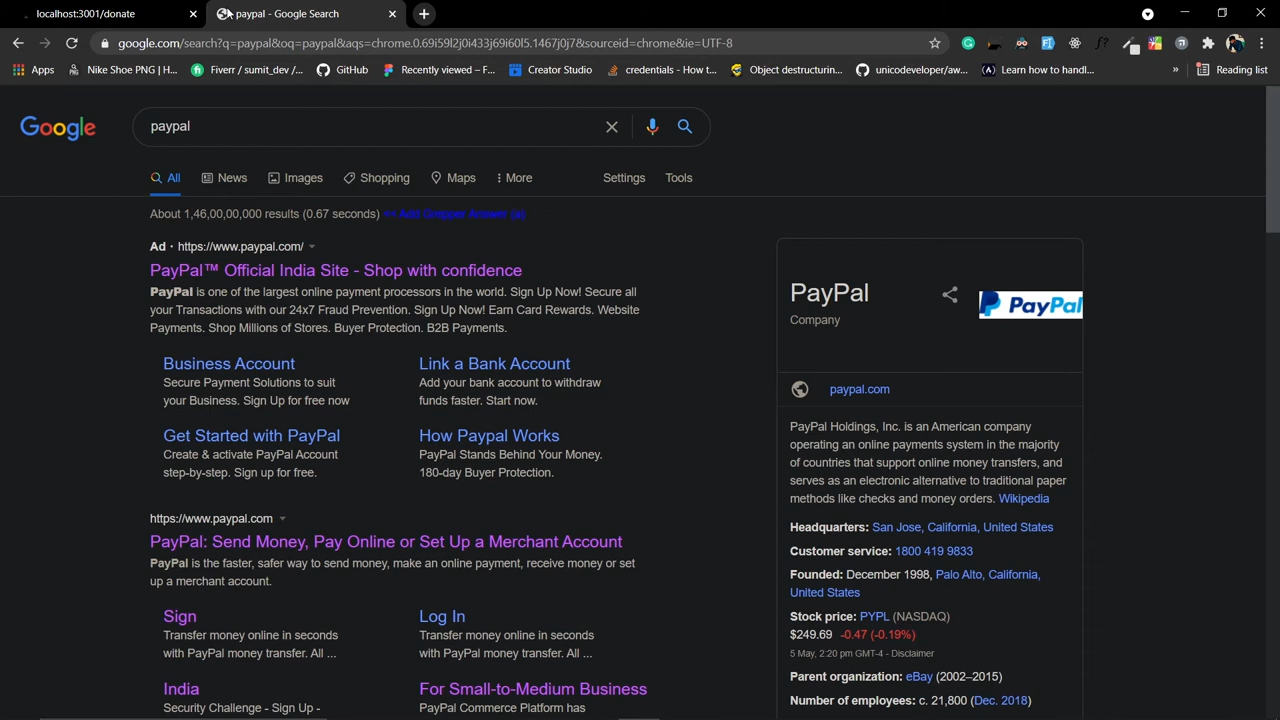 localhost:3001/donate
paypal - Google Search
google.com/search?q=paypal&oq=paypal&aqs=chrome.0.69i59l2j0i433j69i60l5.1467j0j7&sourceid=chrome&ie=UTF-8
Apps
Nike Shoe PNG | H...
Fiverr / sumit_dev /...
GitHub
Recently viewed – F...
Creator Studio
credentials - How t...
Object destructurin...
unicodeveloper/aw...
Learn how to handl...
»
Reading list
Google
paypal
All
News
Images
Shopping
Maps
More
Settings
Tools
About 1,46,00,00,000 results (0.67 seconds)
Ad · https://www.paypal.com/
PayPal™ Official India Site - Shop with confidence
PayPal is one of the largest online payment processors in the world. Sign Up Now! Secure all
your Transactions with our 24x7 Fraud Prevention. Sign Up Now! Earn Card Rewards. Website
Payments. Shop Millions of Stores. Buyer Protection. B2B Payments.
Business Account
Secure Payment Solutions to suit
your Business. Sign Up for free now
Link a Bank Account
Add your bank account to withdraw
funds faster. Start now.
Get Started with PayPal
Create & activate PayPal Account
step-by-step. Sign up for free.
How Paypal Works
PayPal Stands Behind Your Money.
180-day Buyer Protection.
https://www.paypal.com
PayPal: Send Money, Pay Online or Set Up a Merchant Account
PayPal is the faster, safer way to send money, make an online payment, receive money or set
up a merchant account.
Sign
Transfer money online in seconds
with PayPal money transfer. All ...
Log In
Transfer money online in seconds
with PayPal money transfer. All ...
India
Security Challenge - Sign Up -
For Small-to-Medium Business
PayPal Commerce Platform has
PayPal
Company
PayPal
paypal.com
PayPal Holdings, Inc. is an American company
operating an online payments system in the majority
of countries that support online money transfers, and
serves as an electronic alternative to traditional paper
methods like checks and money orders. Wikipedia
Headquarters: San Jose, California, United States
Customer service: 1800 419 9833
Founded: December 1998, Palo Alto, California,
United States
Stock price: PYPL (NASDAQ)
$249.69 -0.47 (-0.19%)
5 May, 2:20 pm GMT-4 - Disclaimer
Parent organization: eBay (2002–2015)
Number of employees: c. 21,800 (Dec. 2018)